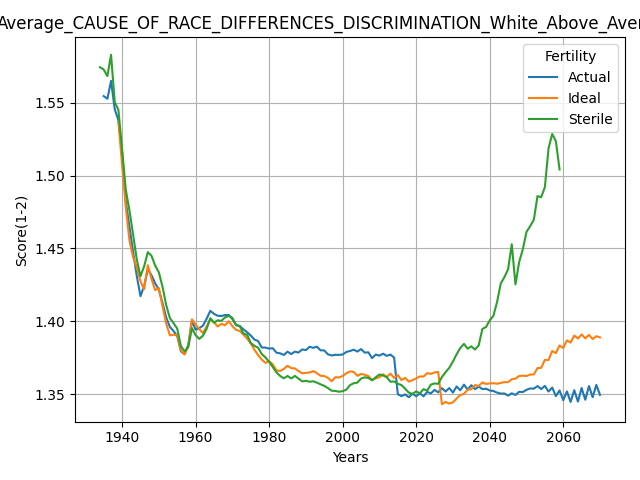 Average_CAUSE_OF_RACE_DIFFERENCES_DISCRIMINATION_White_Above_Aver
Fertility
Actual
Ideal
Sterile
Score(1-2)
1.55
1.50
1.45
1.40
1.35
1940 1960 1980 2000 2020 2040 2060
Years